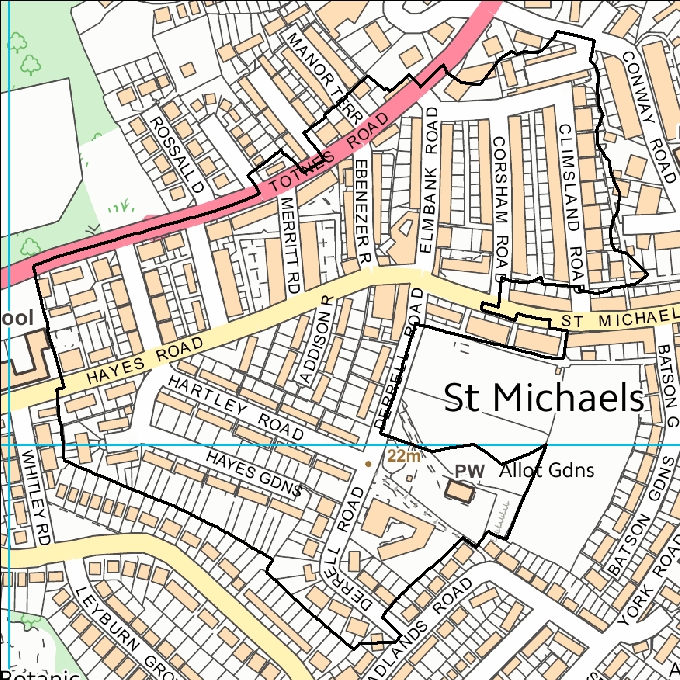 MANOR TERR
CONWAY ROAD
ROSSALL D
TOTNES ROAD
ELMBANK ROAD
CORSHAM ROAD
CLIMSLAND ROAD
EBENEZER R
MERRITT RD
ool
ST MICHAEL
ADDISON R
HAYES ROAD
DERRELL ROAD
BATSON G
HARTLEY ROAD
St Michaels
WHITLEY RD
HAYES GDNS
22m
PW
Allot Gdns
BATSON GDNS
ROAD
DERRELL
YORK ROAD
LEYBURN GRO
ADLANDS ROAD
Botanic
A